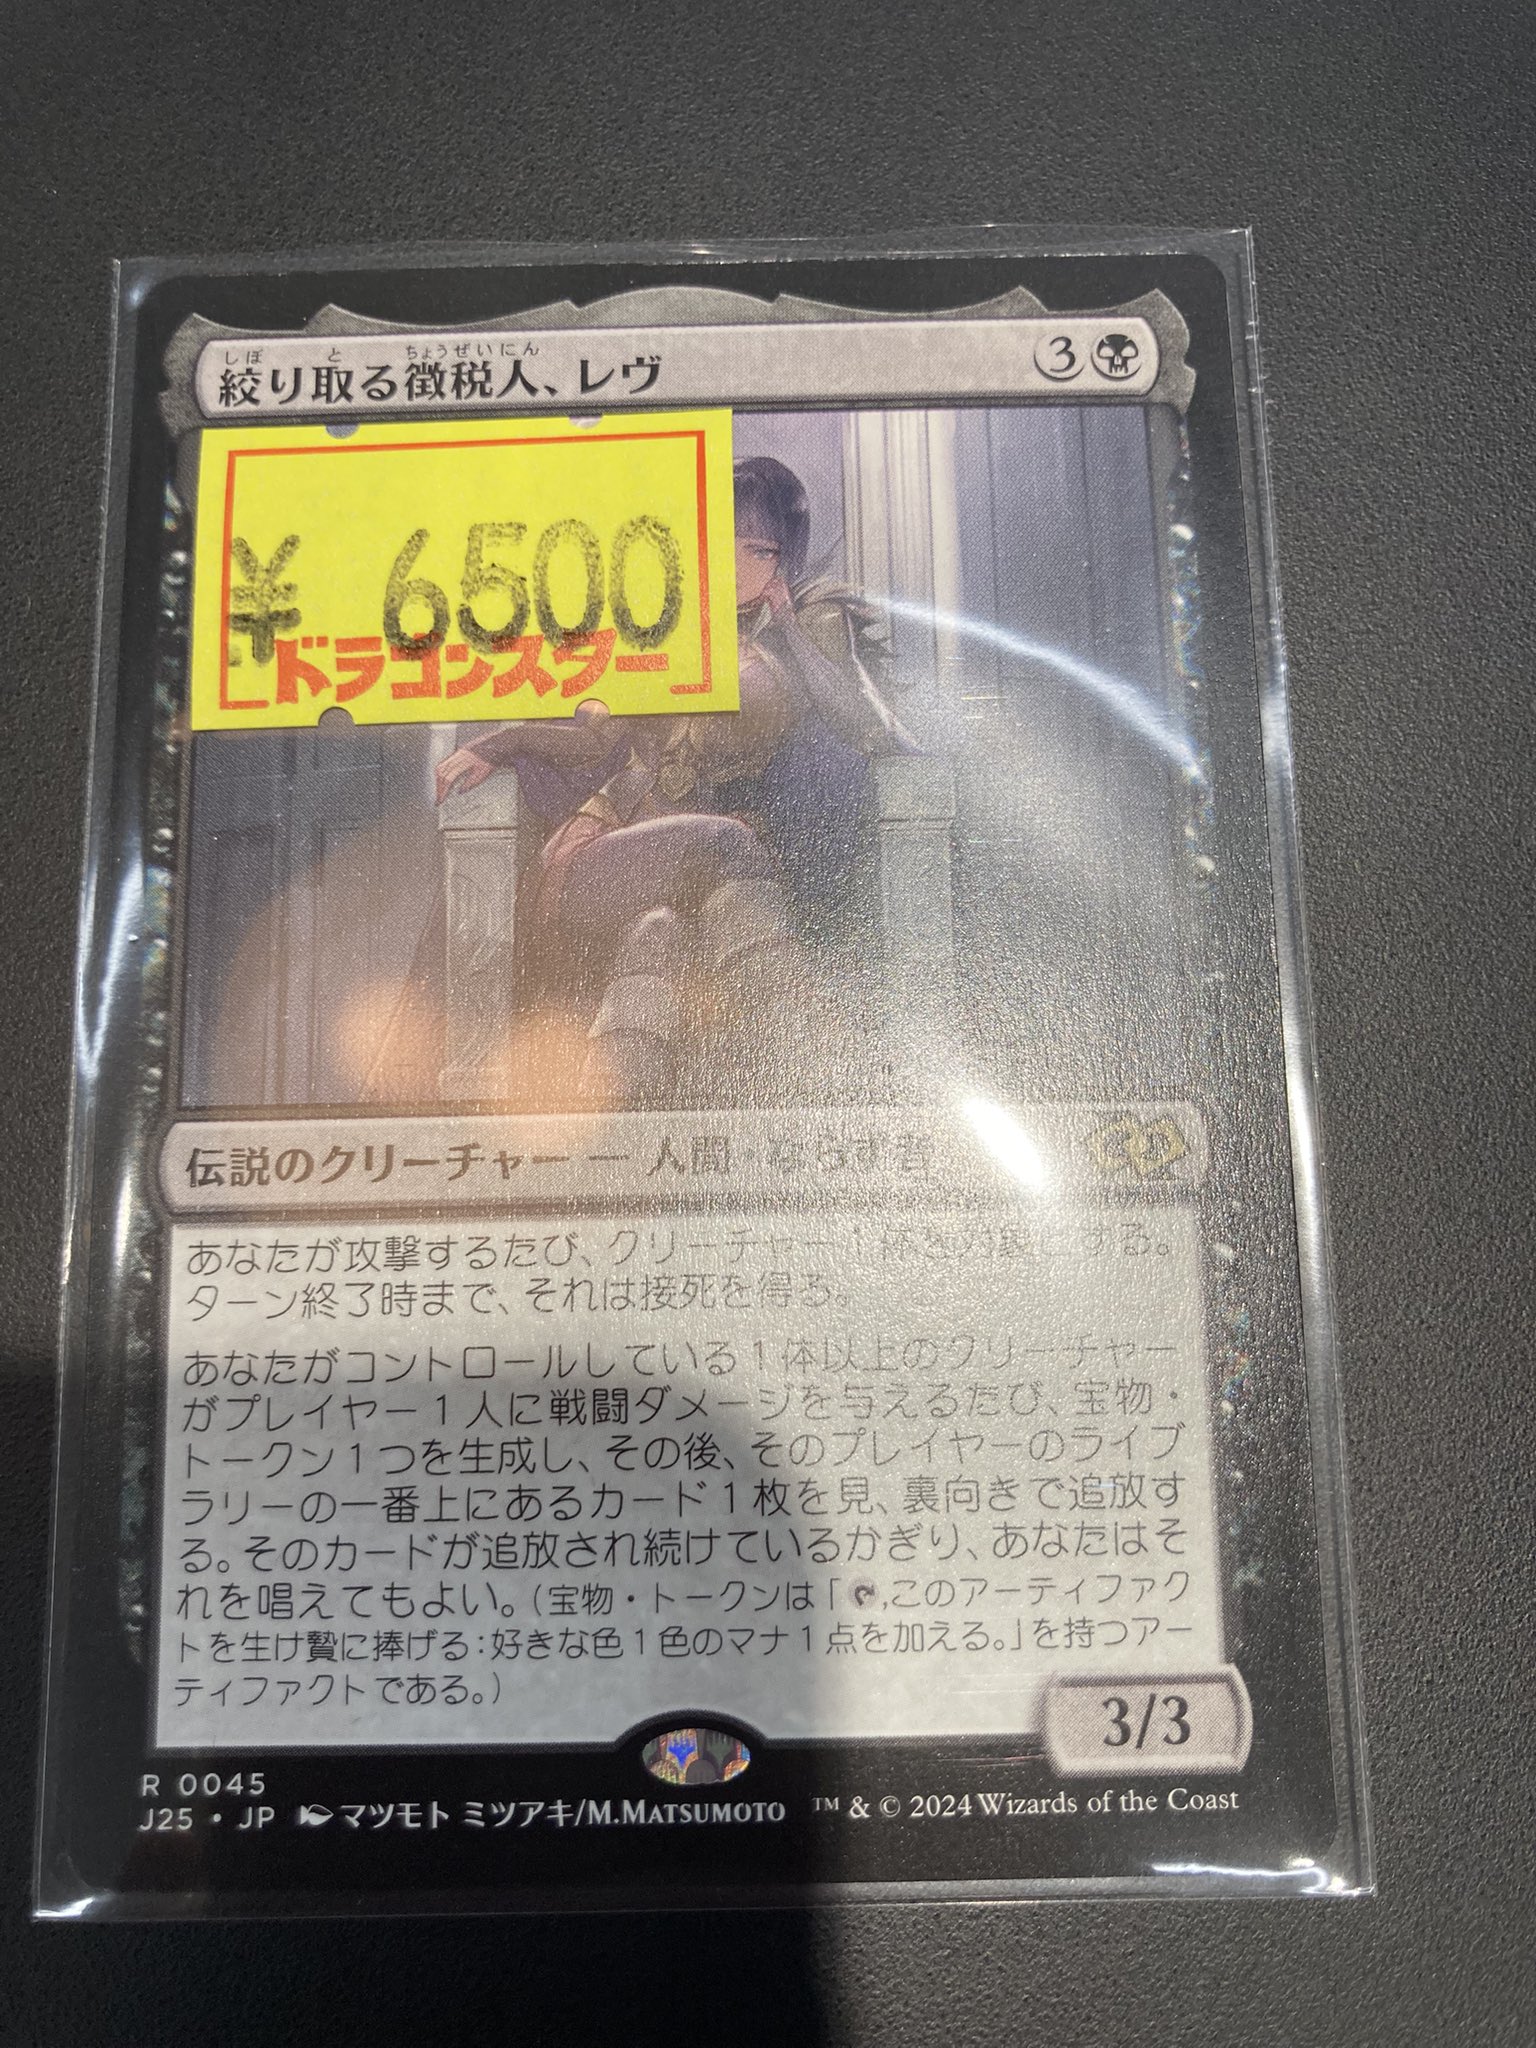 しぼ と ちょうぜいにん
絞り取る徴税人、レヴ
3
¥ 6500
ドラゴンスター
伝説のクリーチャー — 人間・ならず者
あなたが攻撃するたび、クリーチャー1体を対象とする。
ターン終了時まで、それは接死を得る。
あなたがコントロールしている1体以上のクリーチャー
がプレイヤー1人に戦闘ダメージを与えるたび、宝物・
トークン1つを生成し、その後、そのプレイヤーのライブ
ラリーの一番上にあるカード1枚を見、裏向きで追放す
る。そのカードが追放され続けているかぎり、あなたはそ
れを唱えてもよい。(宝物・トークンは「,このアーティファク
トを生け贄に捧げる:好きな色1色のマナ1点を加える。」を持つアー
ティファクトである。)
3/3
R 0045
J25・JP マツモト ミツアキ/M.MATSUMOTO ™ & © 2024 Wizards of the Coast